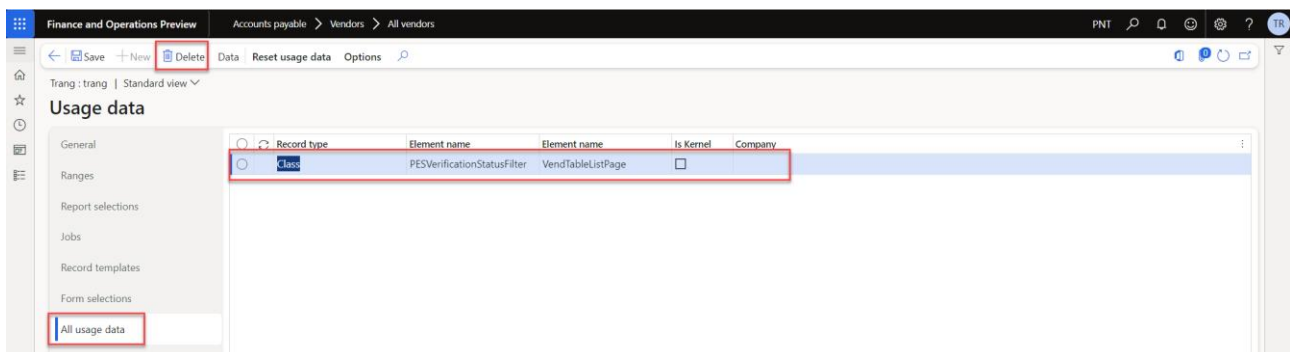 Finance and Operations Preview Accounts payable > Vendors > All vendors PNT ? TR
Save + New Delete Data Reset usage data Options 0
Trang : trang | Standard view
Usage data
General
Ranges
Report selections
Jobs
Record templates
Form selections
All usage data
Record type Element name Element name Is Kernel Company
Class PESVerificationStatusFilter VendTableListPage